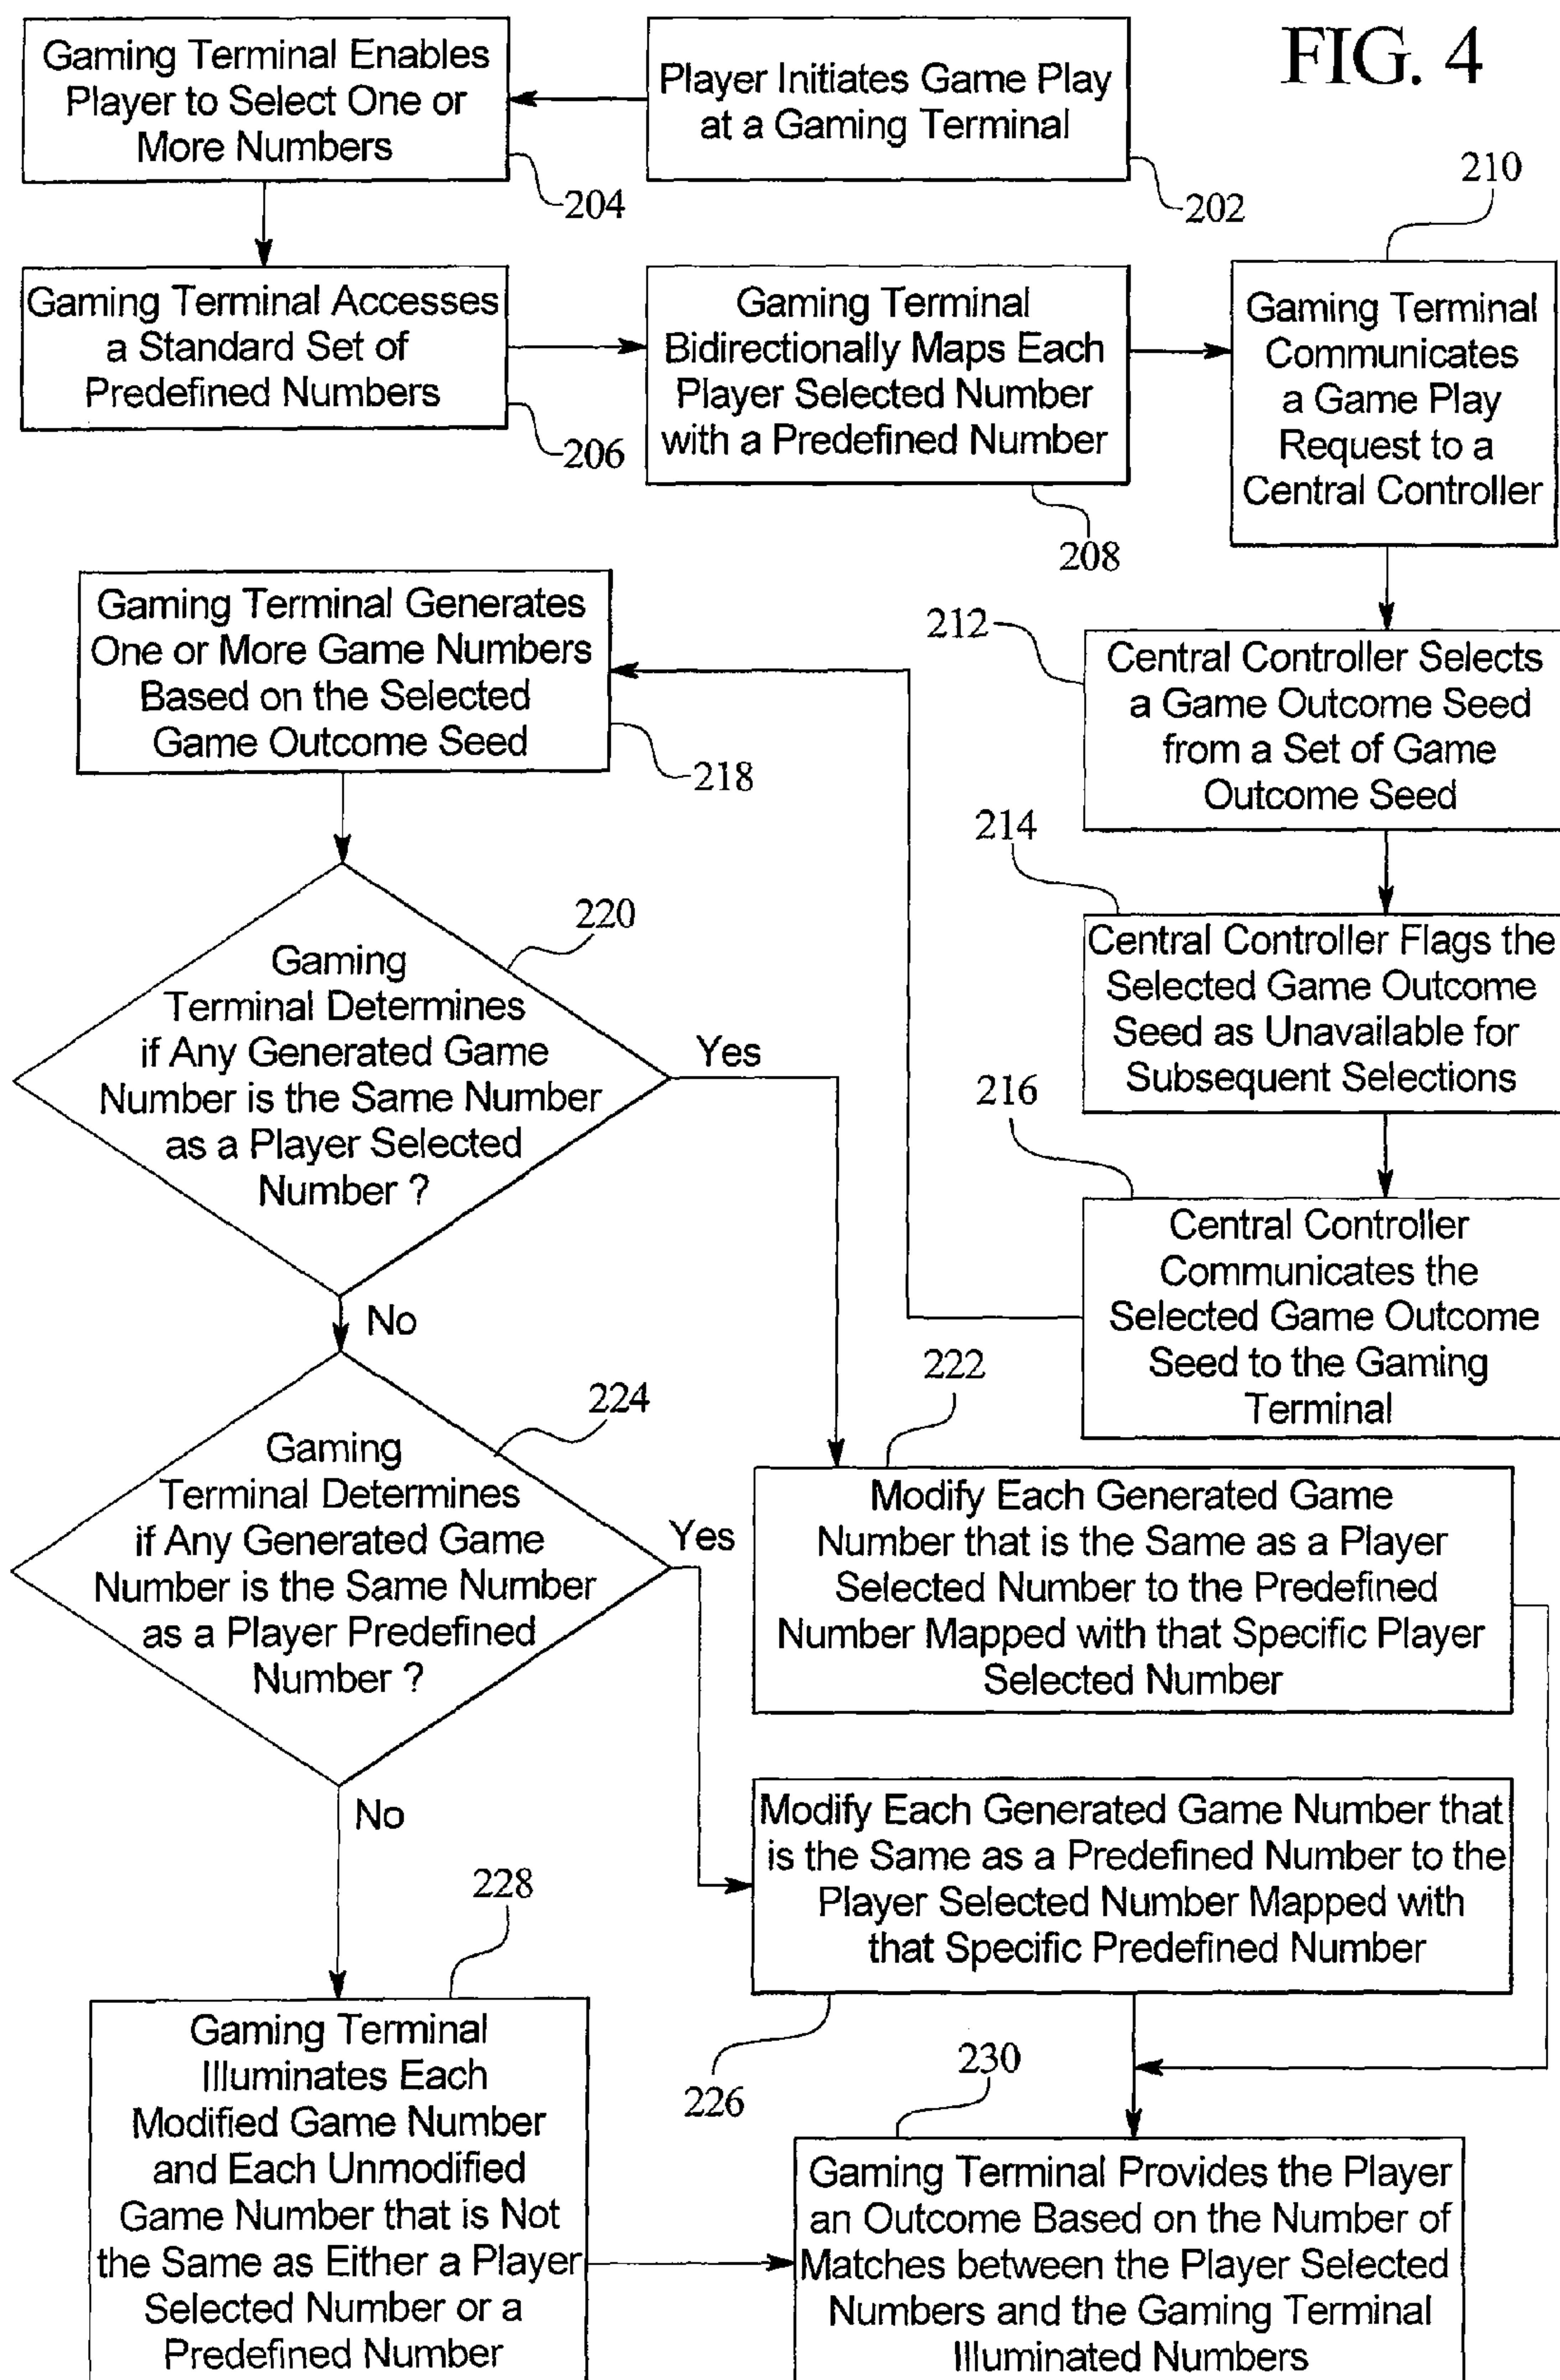 FIG. 4
Player Initiates Game Play
at a Gaming Terminal
202
Gaming Terminal Enables
Player to Select One or
More Numbers
204
Gaming Terminal Accesses
a Standard Set of
Predefined Numbers
206
Gaming Terminal
Bidirectionally Maps Each
Player Selected Number
with a Predefined Number
208
210
Gaming Terminal
Communicates
a Game Play
Request to a
Central Controller
212
Central Controller Selects
a Game Outcome Seed
from a Set of Game
Outcome Seed
214
Central Controller Flags the
Selected Game Outcome
Seed as Unavailable for
Subsequent Selections
216
Central Controller
Communicates the
Selected Game Outcome
Seed to the Gaming
Terminal
Gaming Terminal Generates
One or More Game Numbers
Based on the Selected
Game Outcome Seed
218
220
Gaming
Terminal Determines
if Any Generated Game
Number is the Same Number
as a Player Selected
Number ?
Yes
No
222
Modify Each Generated Game
Number that is the Same as a Player
Selected Number to the Predefined
Number Mapped with that Specific Player
Selected Number
224
Gaming
Terminal Determines
if Any Generated Game
Number is the Same Number
as a Player Predefined
Number ?
Yes
No
Modify Each Generated Game Number that
is the Same as a Predefined Number to the
Player Selected Number Mapped with
that Specific Predefined Number
226
228
Gaming Terminal
Illuminates Each
Modified Game Number
and Each Unmodified
Game Number that is Not
the Same as Either a Player
Selected Number or a
Predefined Number
230
Gaming Terminal Provides the Player
an Outcome Based on the Number of
Matches between the Player Selected
Numbers and the Gaming Terminal
Illuminated Numbers